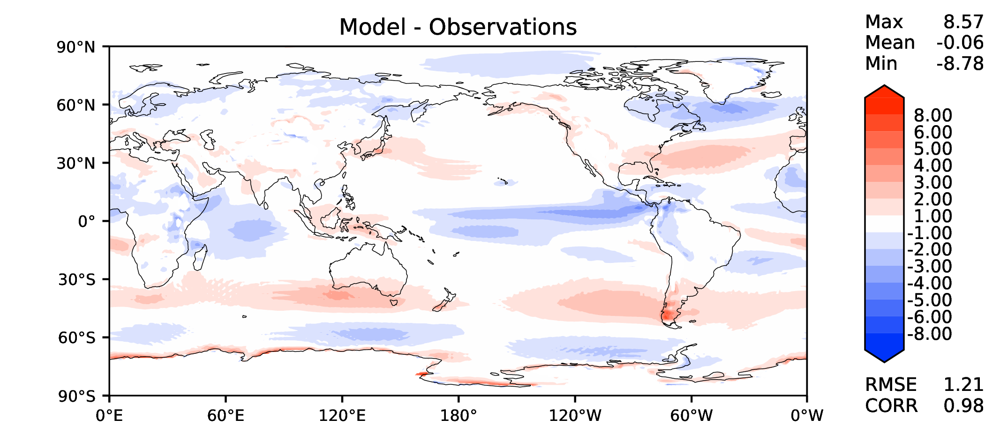 Model - Observations
Max 8.57
Mean -0.06
Min -8.78
90°N
60°N
30°N
0°
30°S
60°S
90°S
0°E 60°E 120°E 180° 120°W 60°W 0°W
8.00
6.00
5.00
4.00
3.00
2.00
1.00
-1.00
-2.00
-3.00
-4.00
-5.00
-6.00
-8.00
RMSE 1.21
CORR 0.98